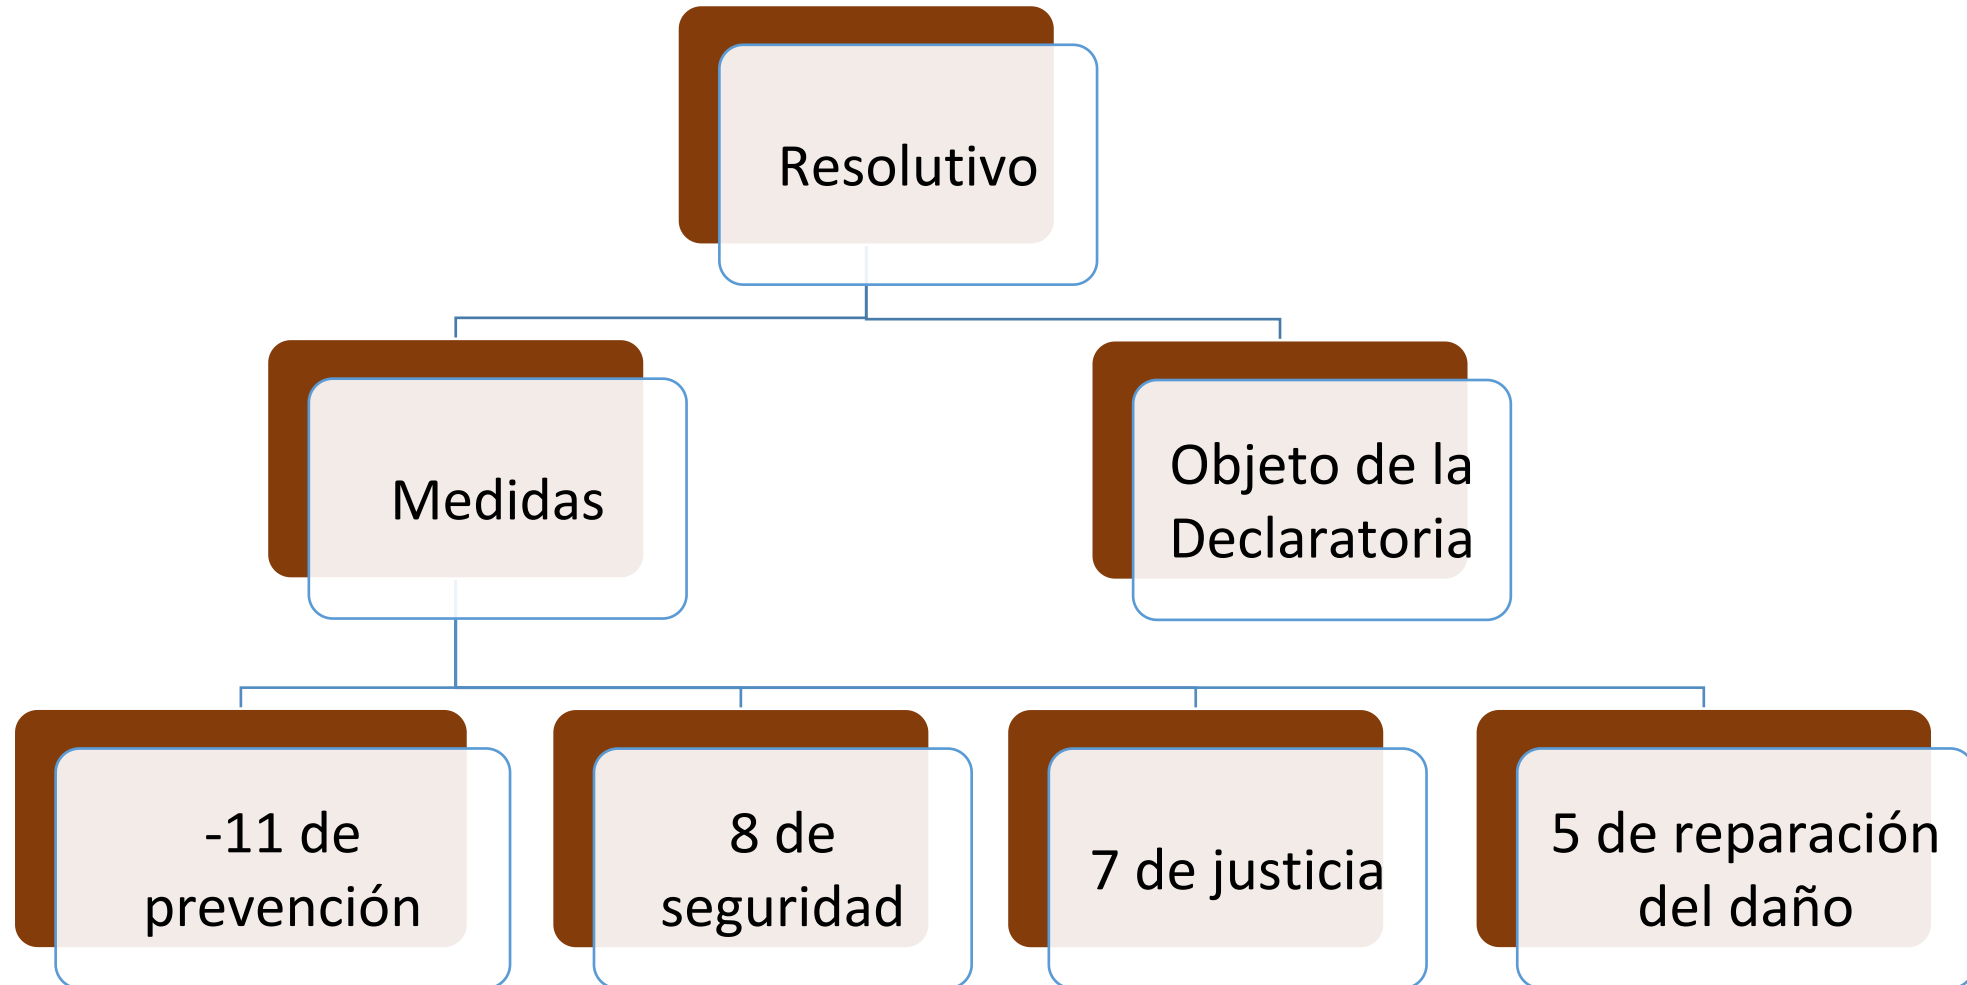 Resolutivo
Medidas
Objeto de la
Declaratoria
-11 de
prevención
8 de
seguridad
7 de justicia
5 de reparación
del daño